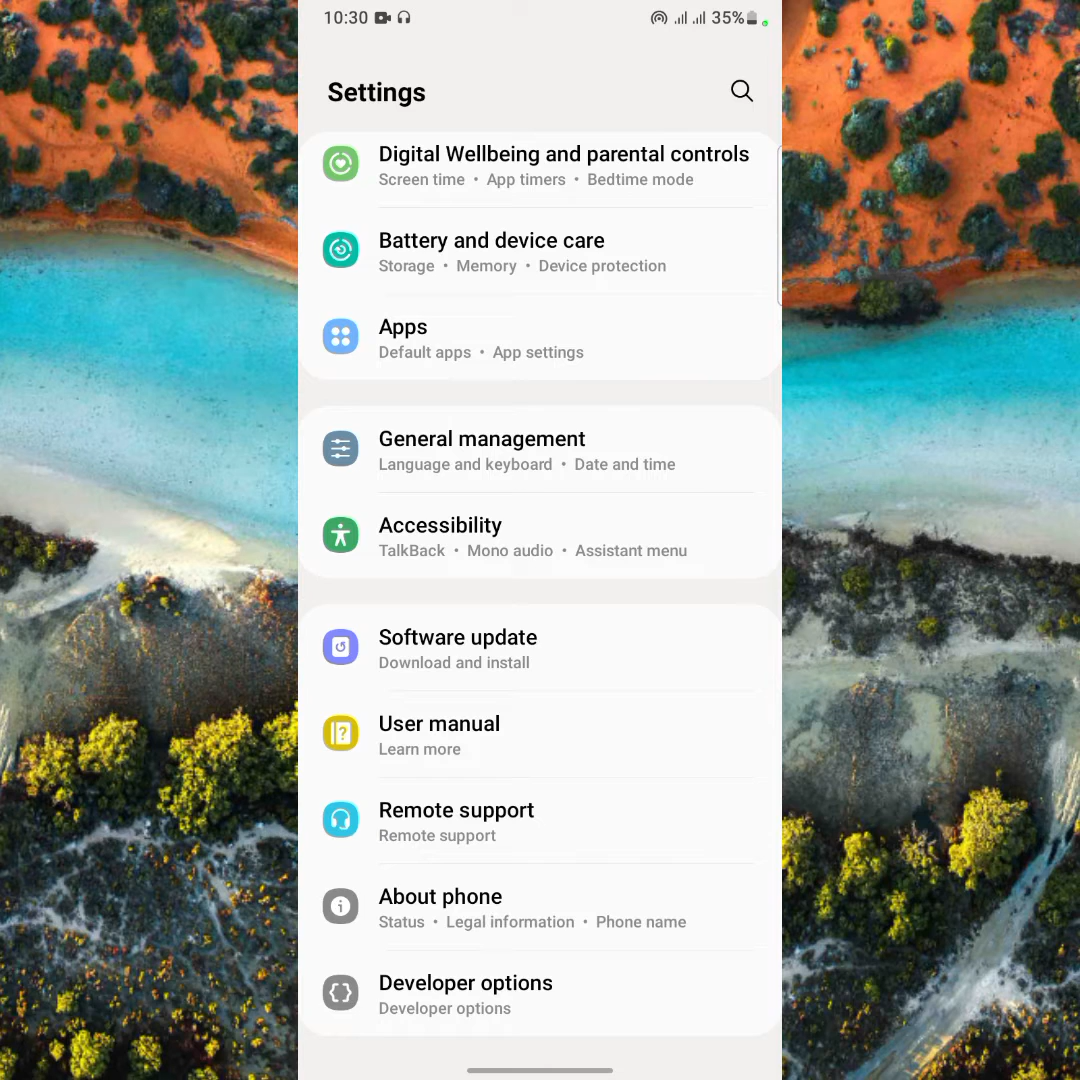 10:30 35%
Settings
Digital Wellbeing and parental controls
Screen time • App timers • Bedtime mode
Battery and device care
Storage • Memory • Device protection
Apps
Default apps • App settings
General management
Language and keyboard • Date and time
Accessibility
TalkBack • Mono audio • Assistant menu
Software update
Download and install
User manual
Learn more
Remote support
Remote support
About phone
Status • Legal information • Phone name
Developer options
Developer options